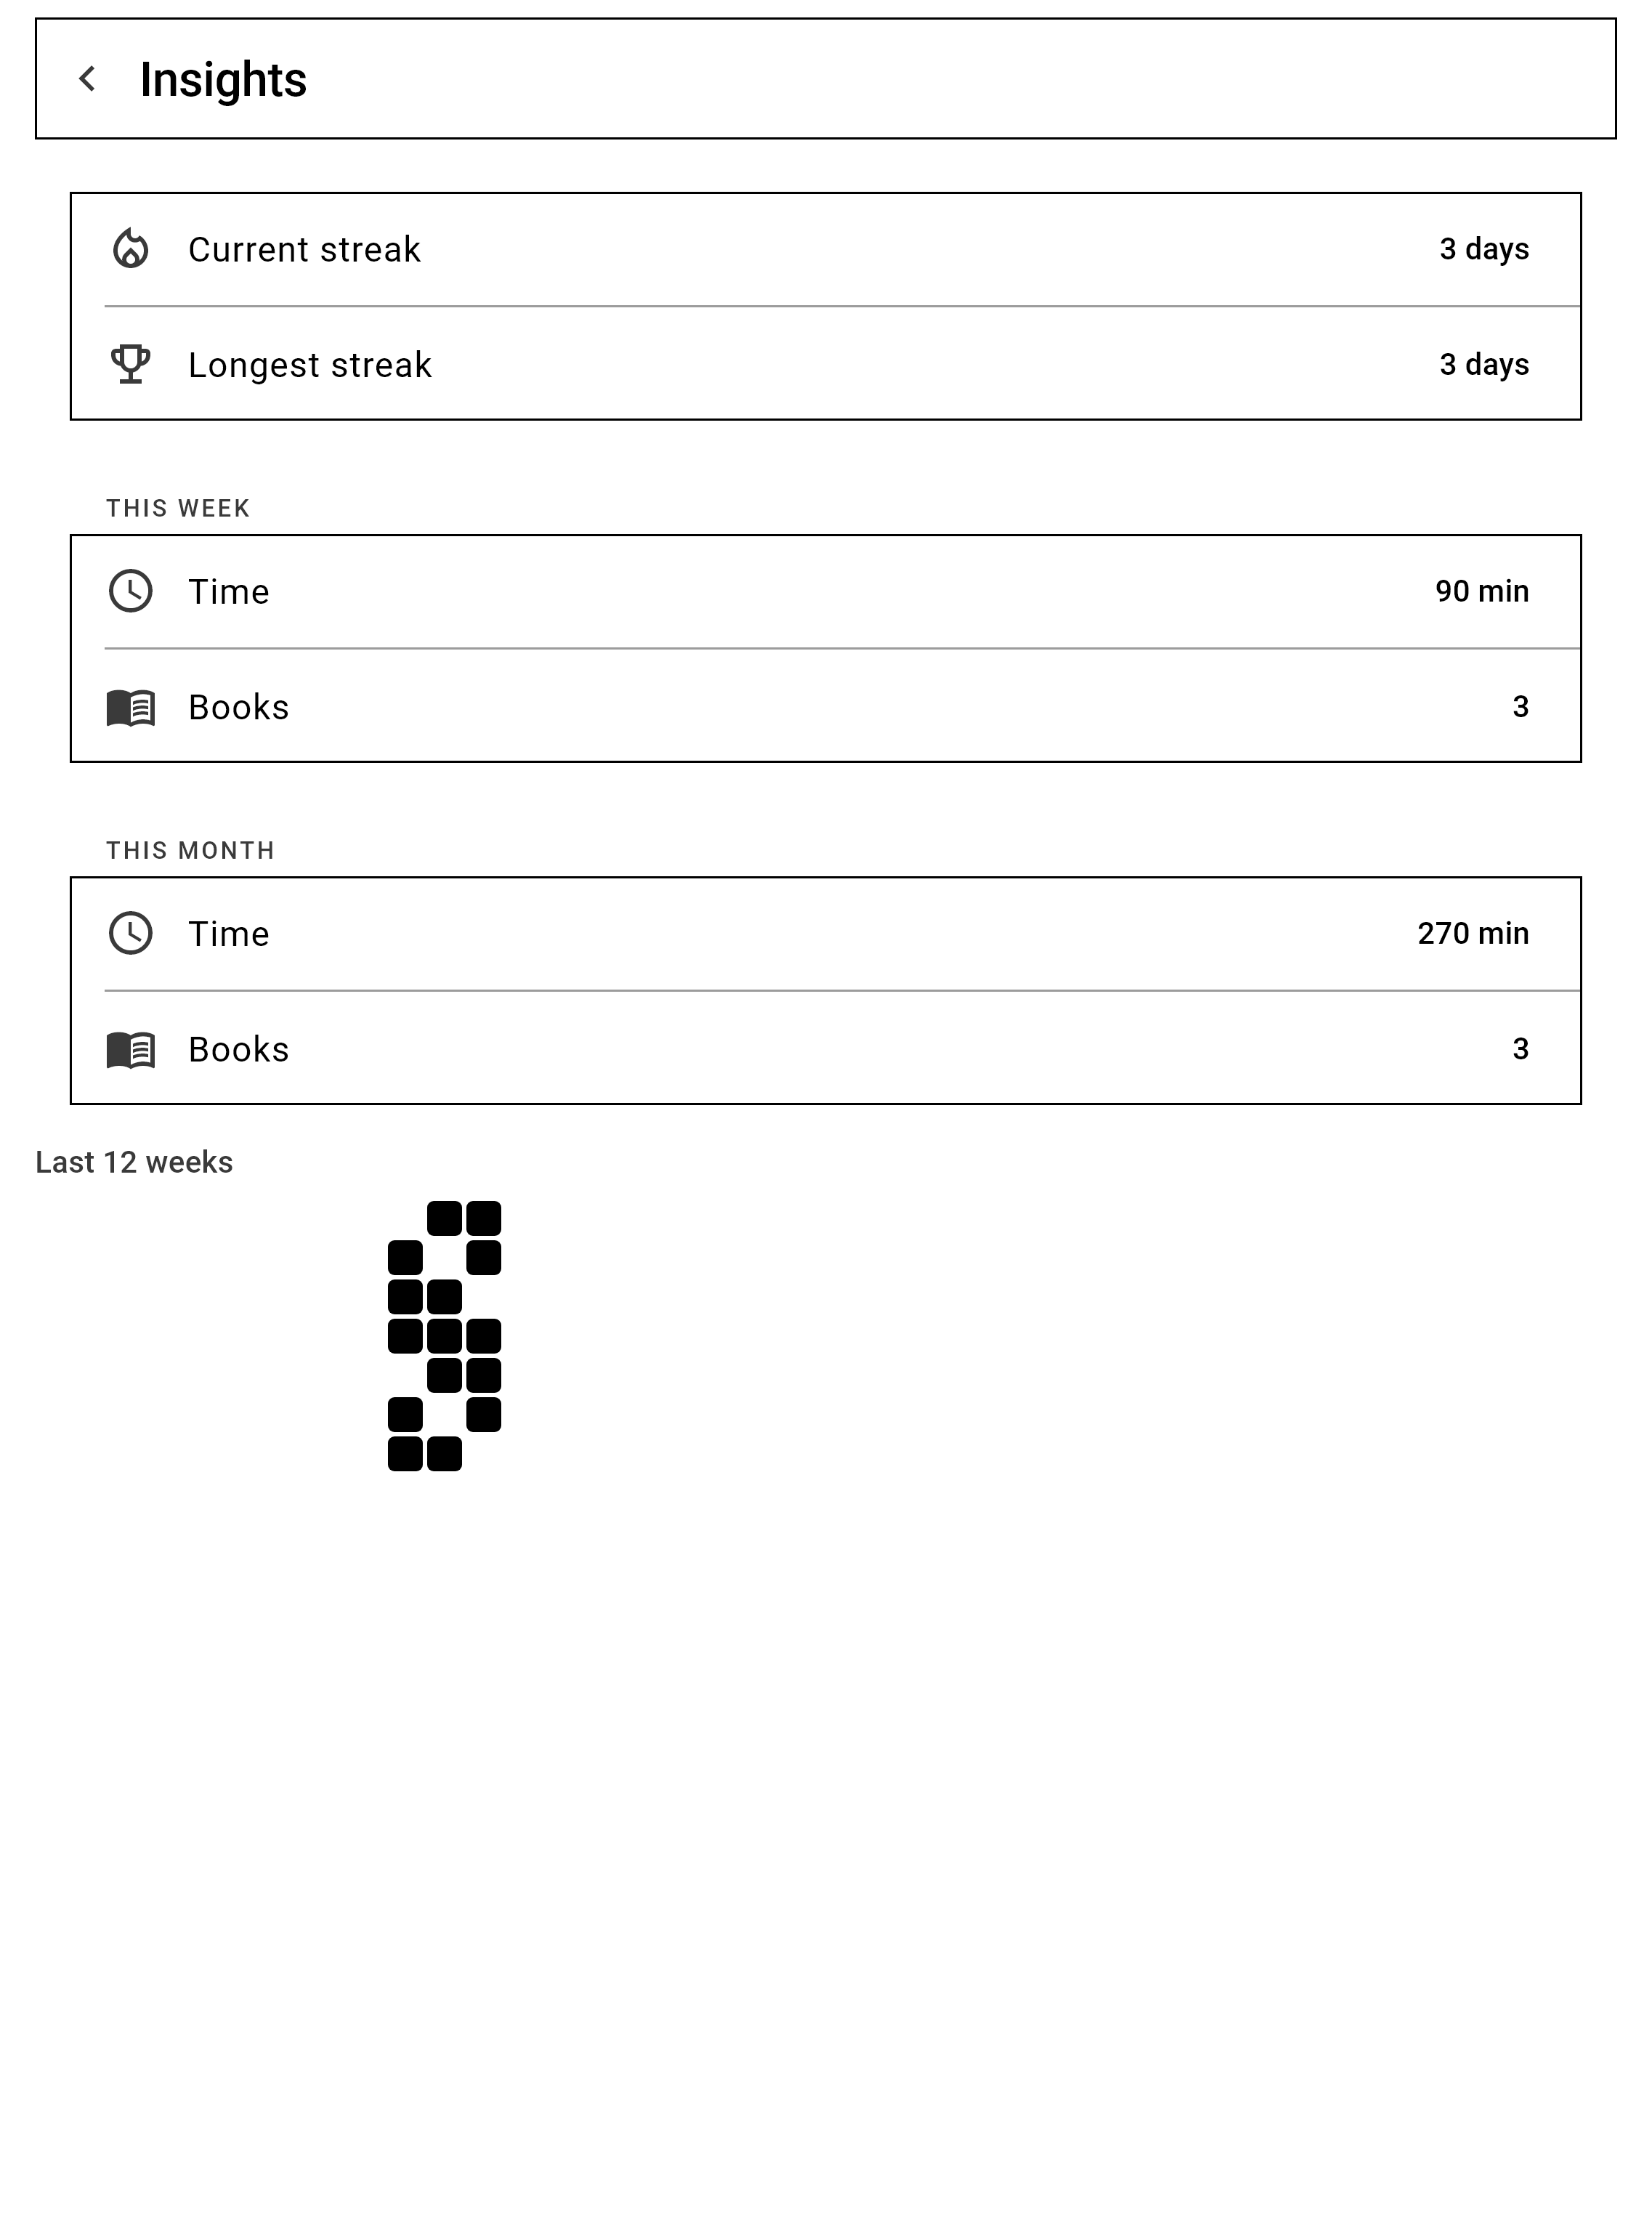 Insights
Current streak 3 days
Longest streak 3 days
THIS WEEK
Time 90 min
Books 3
THIS MONTH
Time 270 min
Books 3
Last 12 weeks